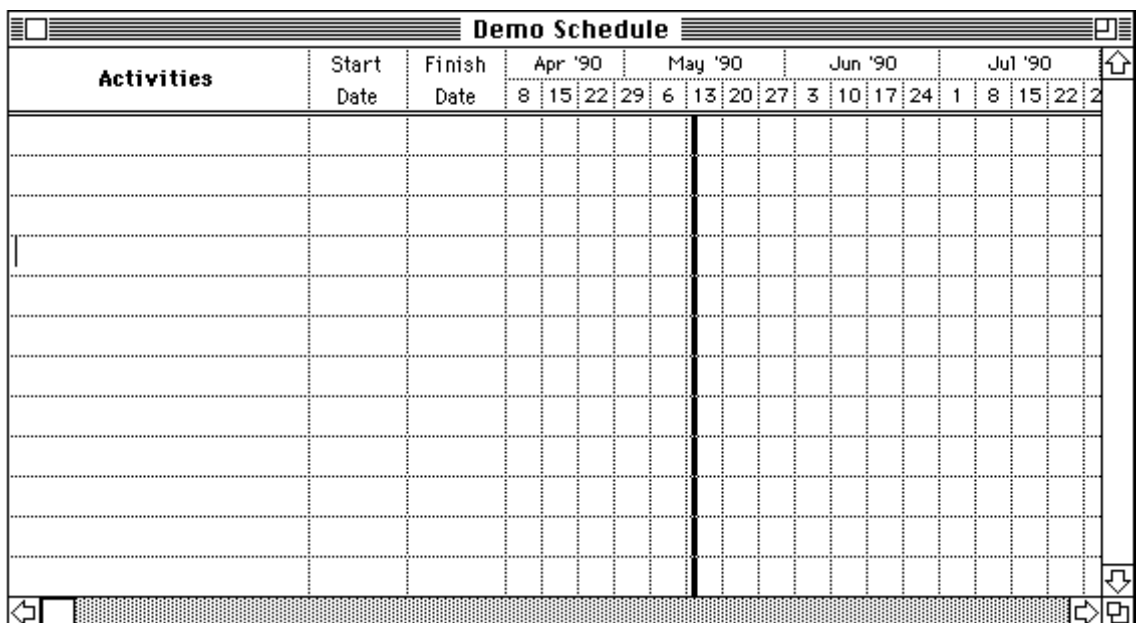 Demo Schedule
Activities Start Date Finish Date Apr '90 May '90 Jun '90 Jul '90
8 15 22 29 6 13 20 27 3 10 17 24 1 8 15 22 2